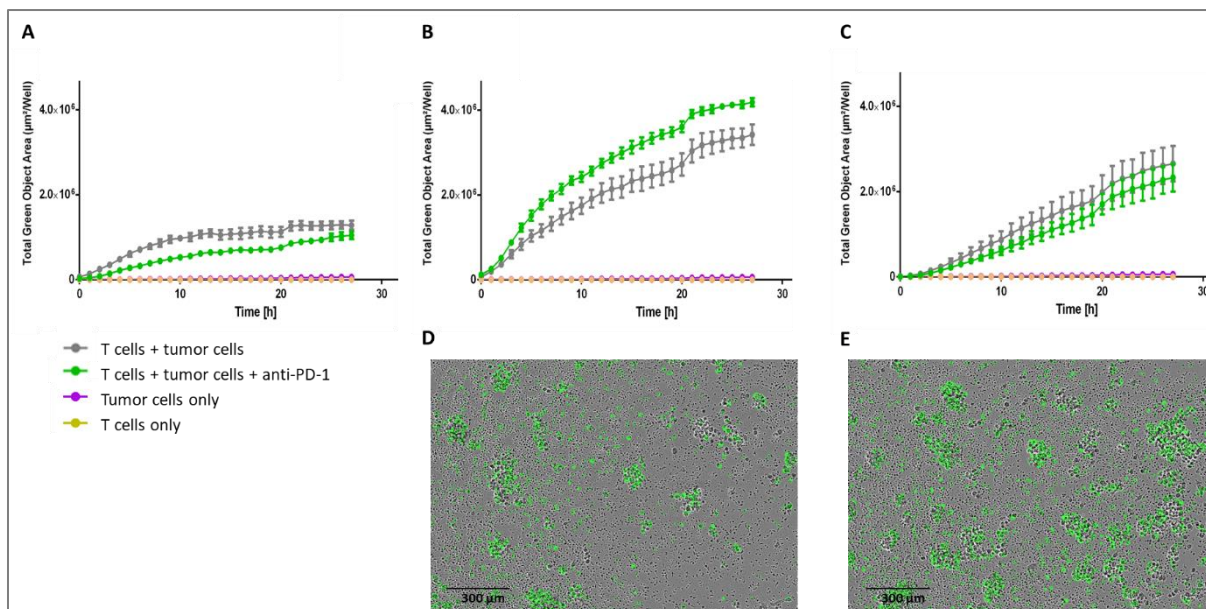 A
Total Green Object Area (µm²/Well)
4.0×10⁶
2.0×10⁶
0
0 10 20 30
Time [h]
B
Total Green Object Area (µm²/Well)
4.0×10⁶
2.0×10⁶
0
0 10 20 30
Time [h]
C
Total Green Object Area (µm²/Well)
4.0×10⁶
2.0×10⁶
0
0 10 20 30
Time [h]
T cells + tumor cells
T cells + tumor cells + anti-PD-1
Tumor cells only
T cells only
D
300 µm
E
300 µm